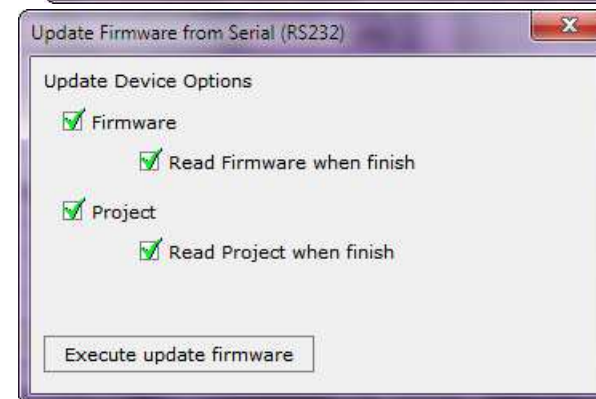 Update Firmware from Serial (RS232)
Update Device Options
Firmware
Read Firmware when finish
Project
Read Project when finish
Execute update firmware